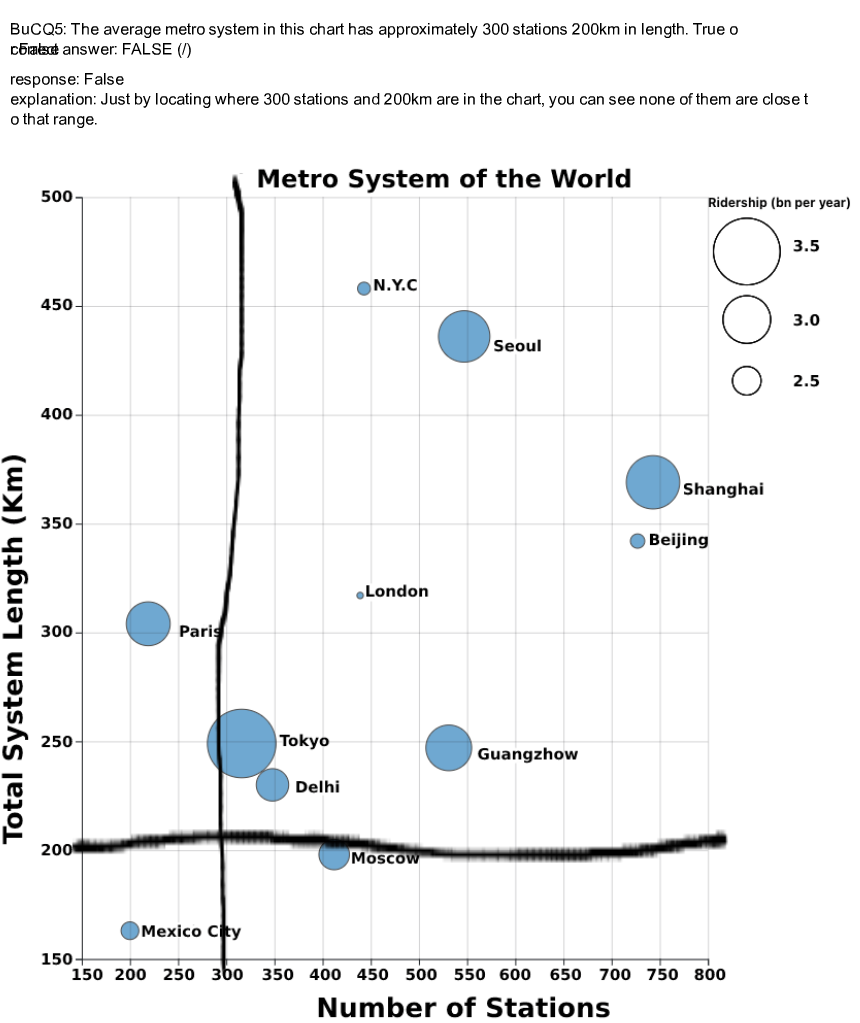 BuCQ5: The average metro system in this chart has approximately 300 stations 200km in length. True o
r False
correct answer: FALSE (/)
response: False
explanation: Just by locating where 300 stations and 200km are in the chart, you can see none of them are close t
o that range.
Metro System of the World
Ridership (bn per year)
3.5
3.0
2.5
500
450
400
350
300
250
200
150
Total System Length (Km)
N.Y.C
Seoul
Shanghai
Beijing
London
Paris
Tokyo
Guangzhow
Delhi
Moscow
Mexico City
150 200 250 300 350 400 450 500 550 600 650 700 750 800
Number of Stations